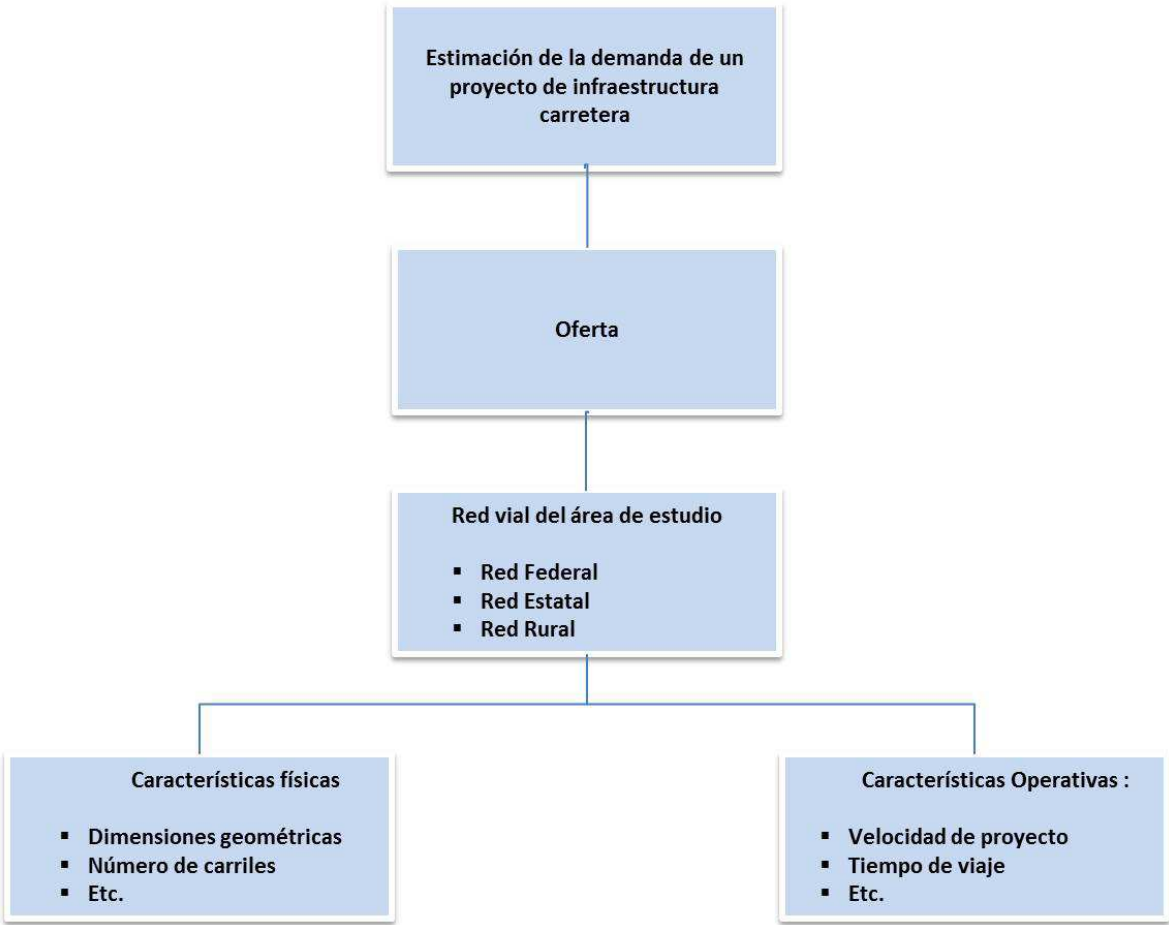 Estimación de la demanda de un
proyecto de infraestructura
carretera
Oferta
Red vial del área de estudio
▪ Red Federal
▪ Red Estatal
▪ Red Rural
Características físicas
▪ Dimensiones geométricas
▪ Número de carriles
▪ Etc.
Características Operativas :
▪ Velocidad de proyecto
▪ Tiempo de viaje
▪ Etc.